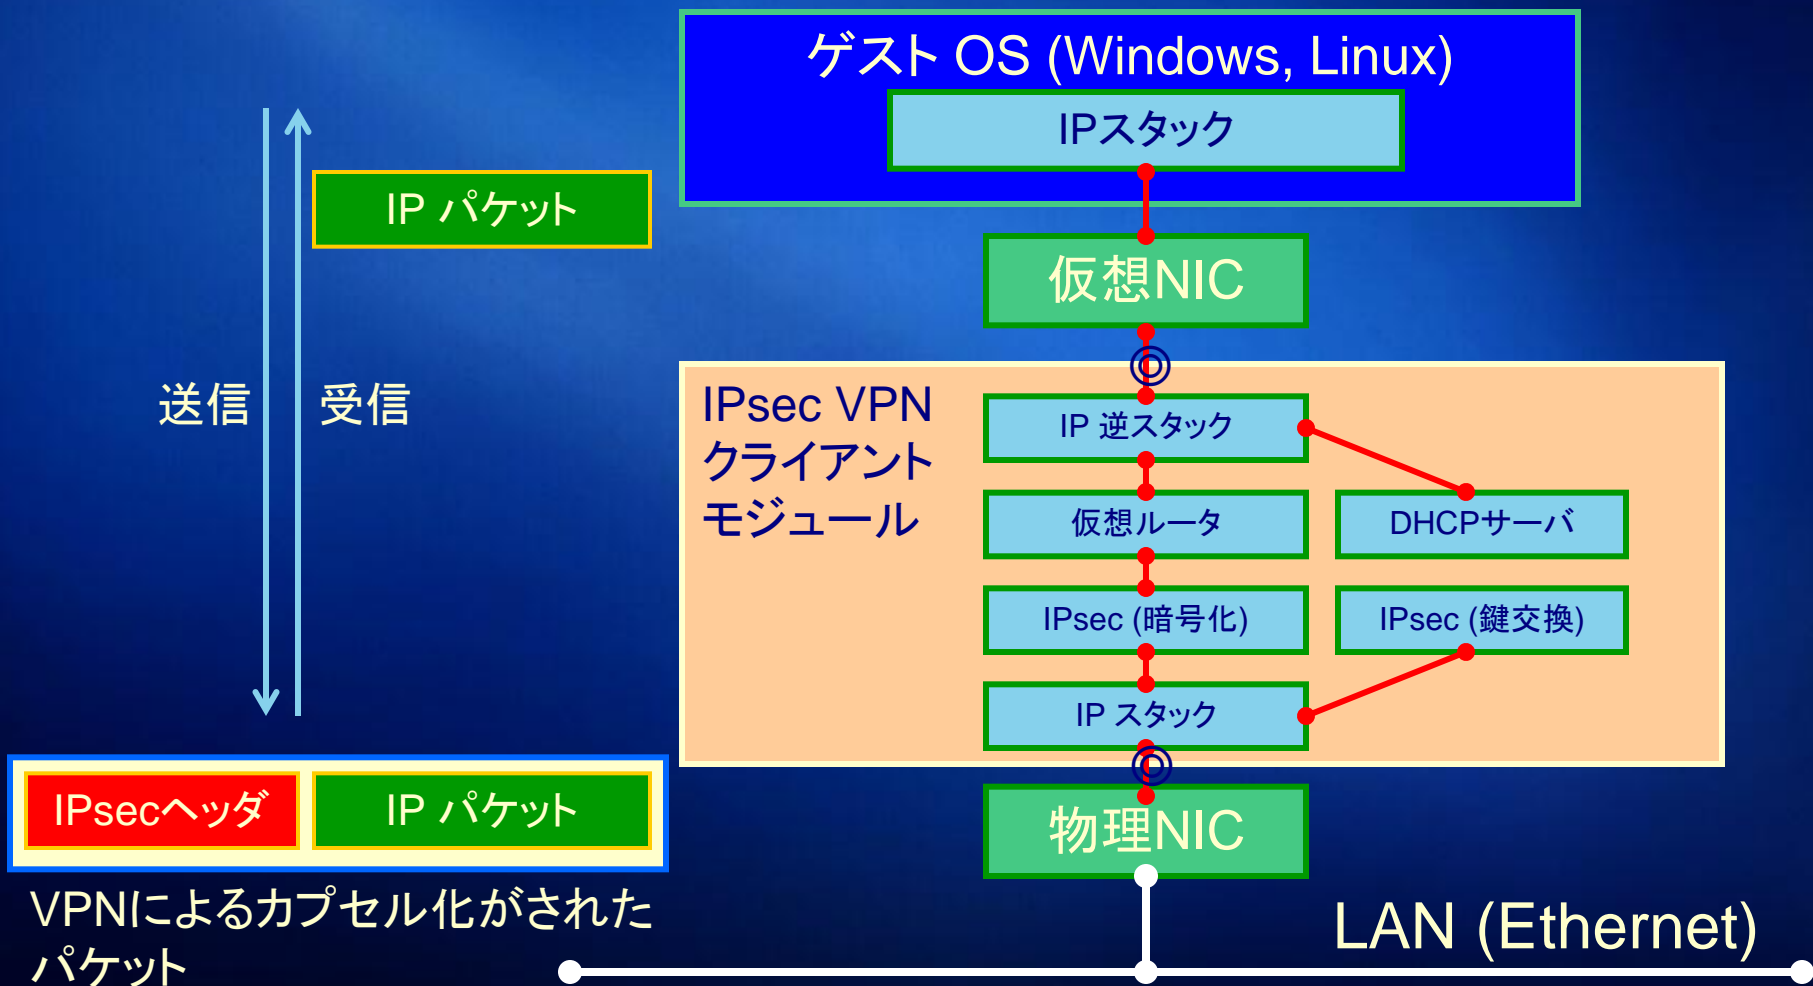 ゲスト OS (Windows, Linux)
IPスタック
IP パケット
仮想NIC
送信
受信
IPsec VPN
クライアント
モジュール
IP 逆スタック
仮想ルータ
DHCPサーバ
IPsec (暗号化)
IPsec (鍵交換)
IP スタック
IPsecヘッダ
IP パケット
物理NIC
VPNによるカプセル化がされた
パケット
LAN (Ethernet)